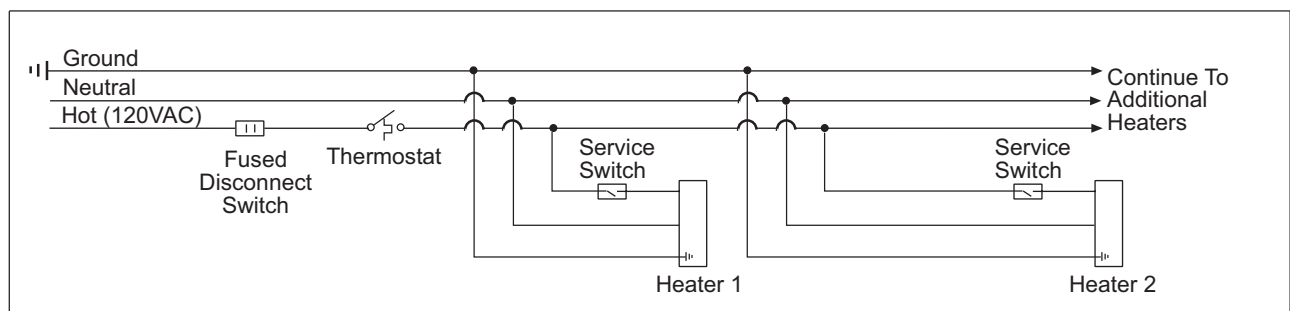 Ground
Neutral
Hot (120VAC)
Continue To
Additional
Heaters
Fused
Disconnect
Switch
Thermostat
Service
Switch
Service
Switch
Heater 1
Heater 2